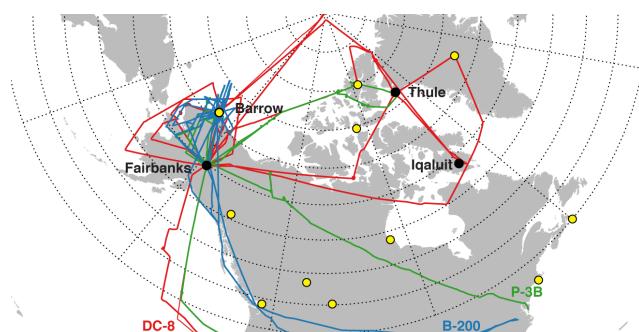 Thule
Barrow
Iqaluit
Fairbanks
P-3B
DC-8
B-200